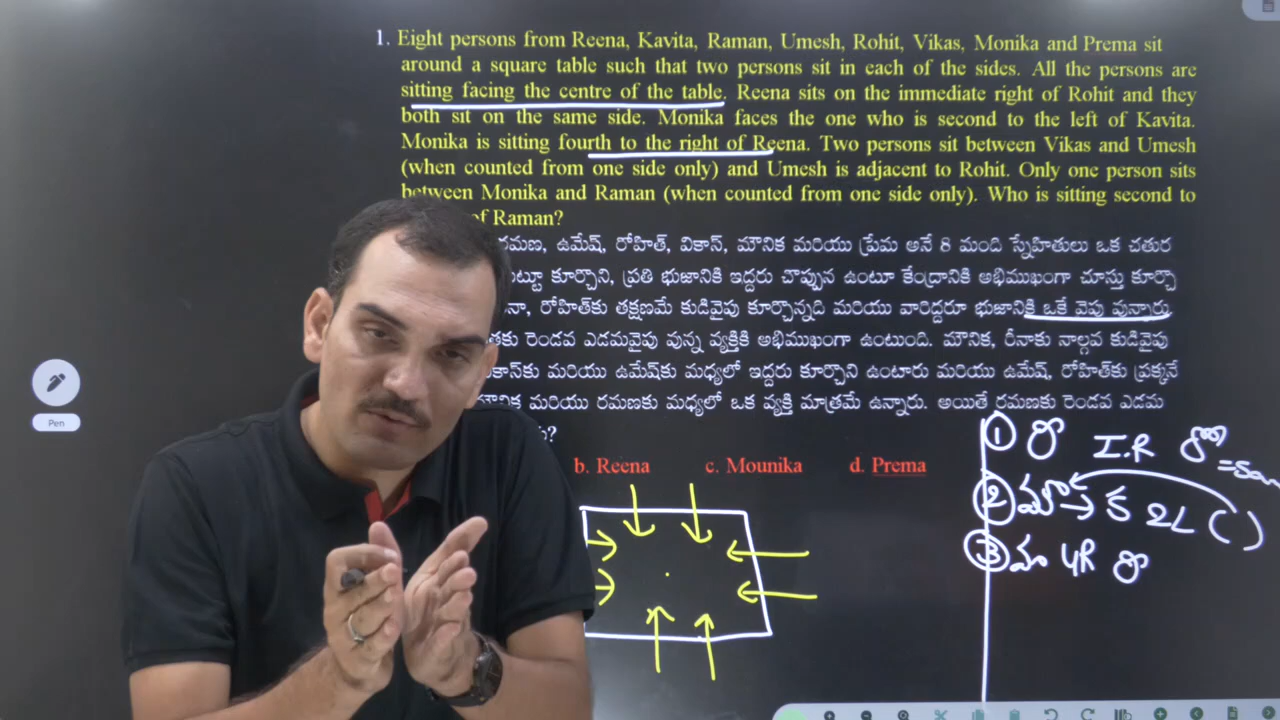 1. Eight persons from Reena, Kavita, Raman, Umesh, Rohit, Vikas, Monika and Prema sit
around a square table such that two persons sit in each of the sides. All the persons are
sitting facing the centre of the table. Reena sits on the immediate right of Rohit and they
both sit on the same side. Monika faces the one who is second to the left of Kavita.
Monika is sitting fourth to the right of Reena. Two persons sit between Vikas and Umesh
(when counted from one side only) and Umesh is adjacent to Rohit. Only one person sits
between Monika and Raman (when counted from one side only). Who is sitting second to
of Raman?
ఉమేష్, రోహిత్, వికాస్, మౌనిక మరియు ప్రేమ అనే 8 మంది స్నేహితులు ఒక చతుర
కూర్చొని, ప్రతి భుజానికి ఇద్దరు చొప్పున ఉంటూ కేంద్రానికి అభిముఖంగా చూస్తు కూర్చొ
రోహిత్‌కు తక్షణమే కుడివైపు కూర్చొన్నది మరియు వారిద్దరూ భుజానికి ఒకే వైపు వున్నారు
రెండవ ఎడమవైపు వున్న వ్యక్తికి అభిముఖంగా ఉంటుంది. మౌనిక, రీనాకు నాల్గవ కుడివైపు
మరియు ఉమేష్‌కు మధ్యలో ఇద్దరు కూర్చొని ఉంటారు మరియు ఉమేష్, రోహిత్‌కు ప్రక్కనే
మరియు రమణకు మధ్యలో ఒక వ్యక్తి మాత్రమే ఉన్నారు. అయితే రమణకు రెండవ ఎడమ
b. Reena c. Mounika d. Prema
① రీ I.R రో
② మౌ → క 2L ( )
③ మౌ 4R రీ
Pen